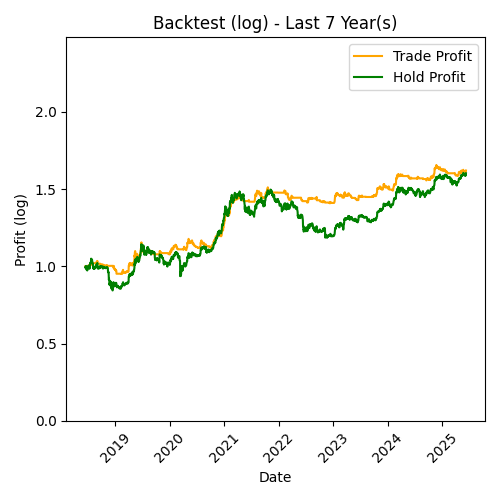 Backtest (log) - Last 7 Year(s)
Trade Profit
Hold Profit
Profit (log)
2.0
1.5
1.0
0.5
0.0
2019
2020
2021
2022
2023
2024
2025
Date